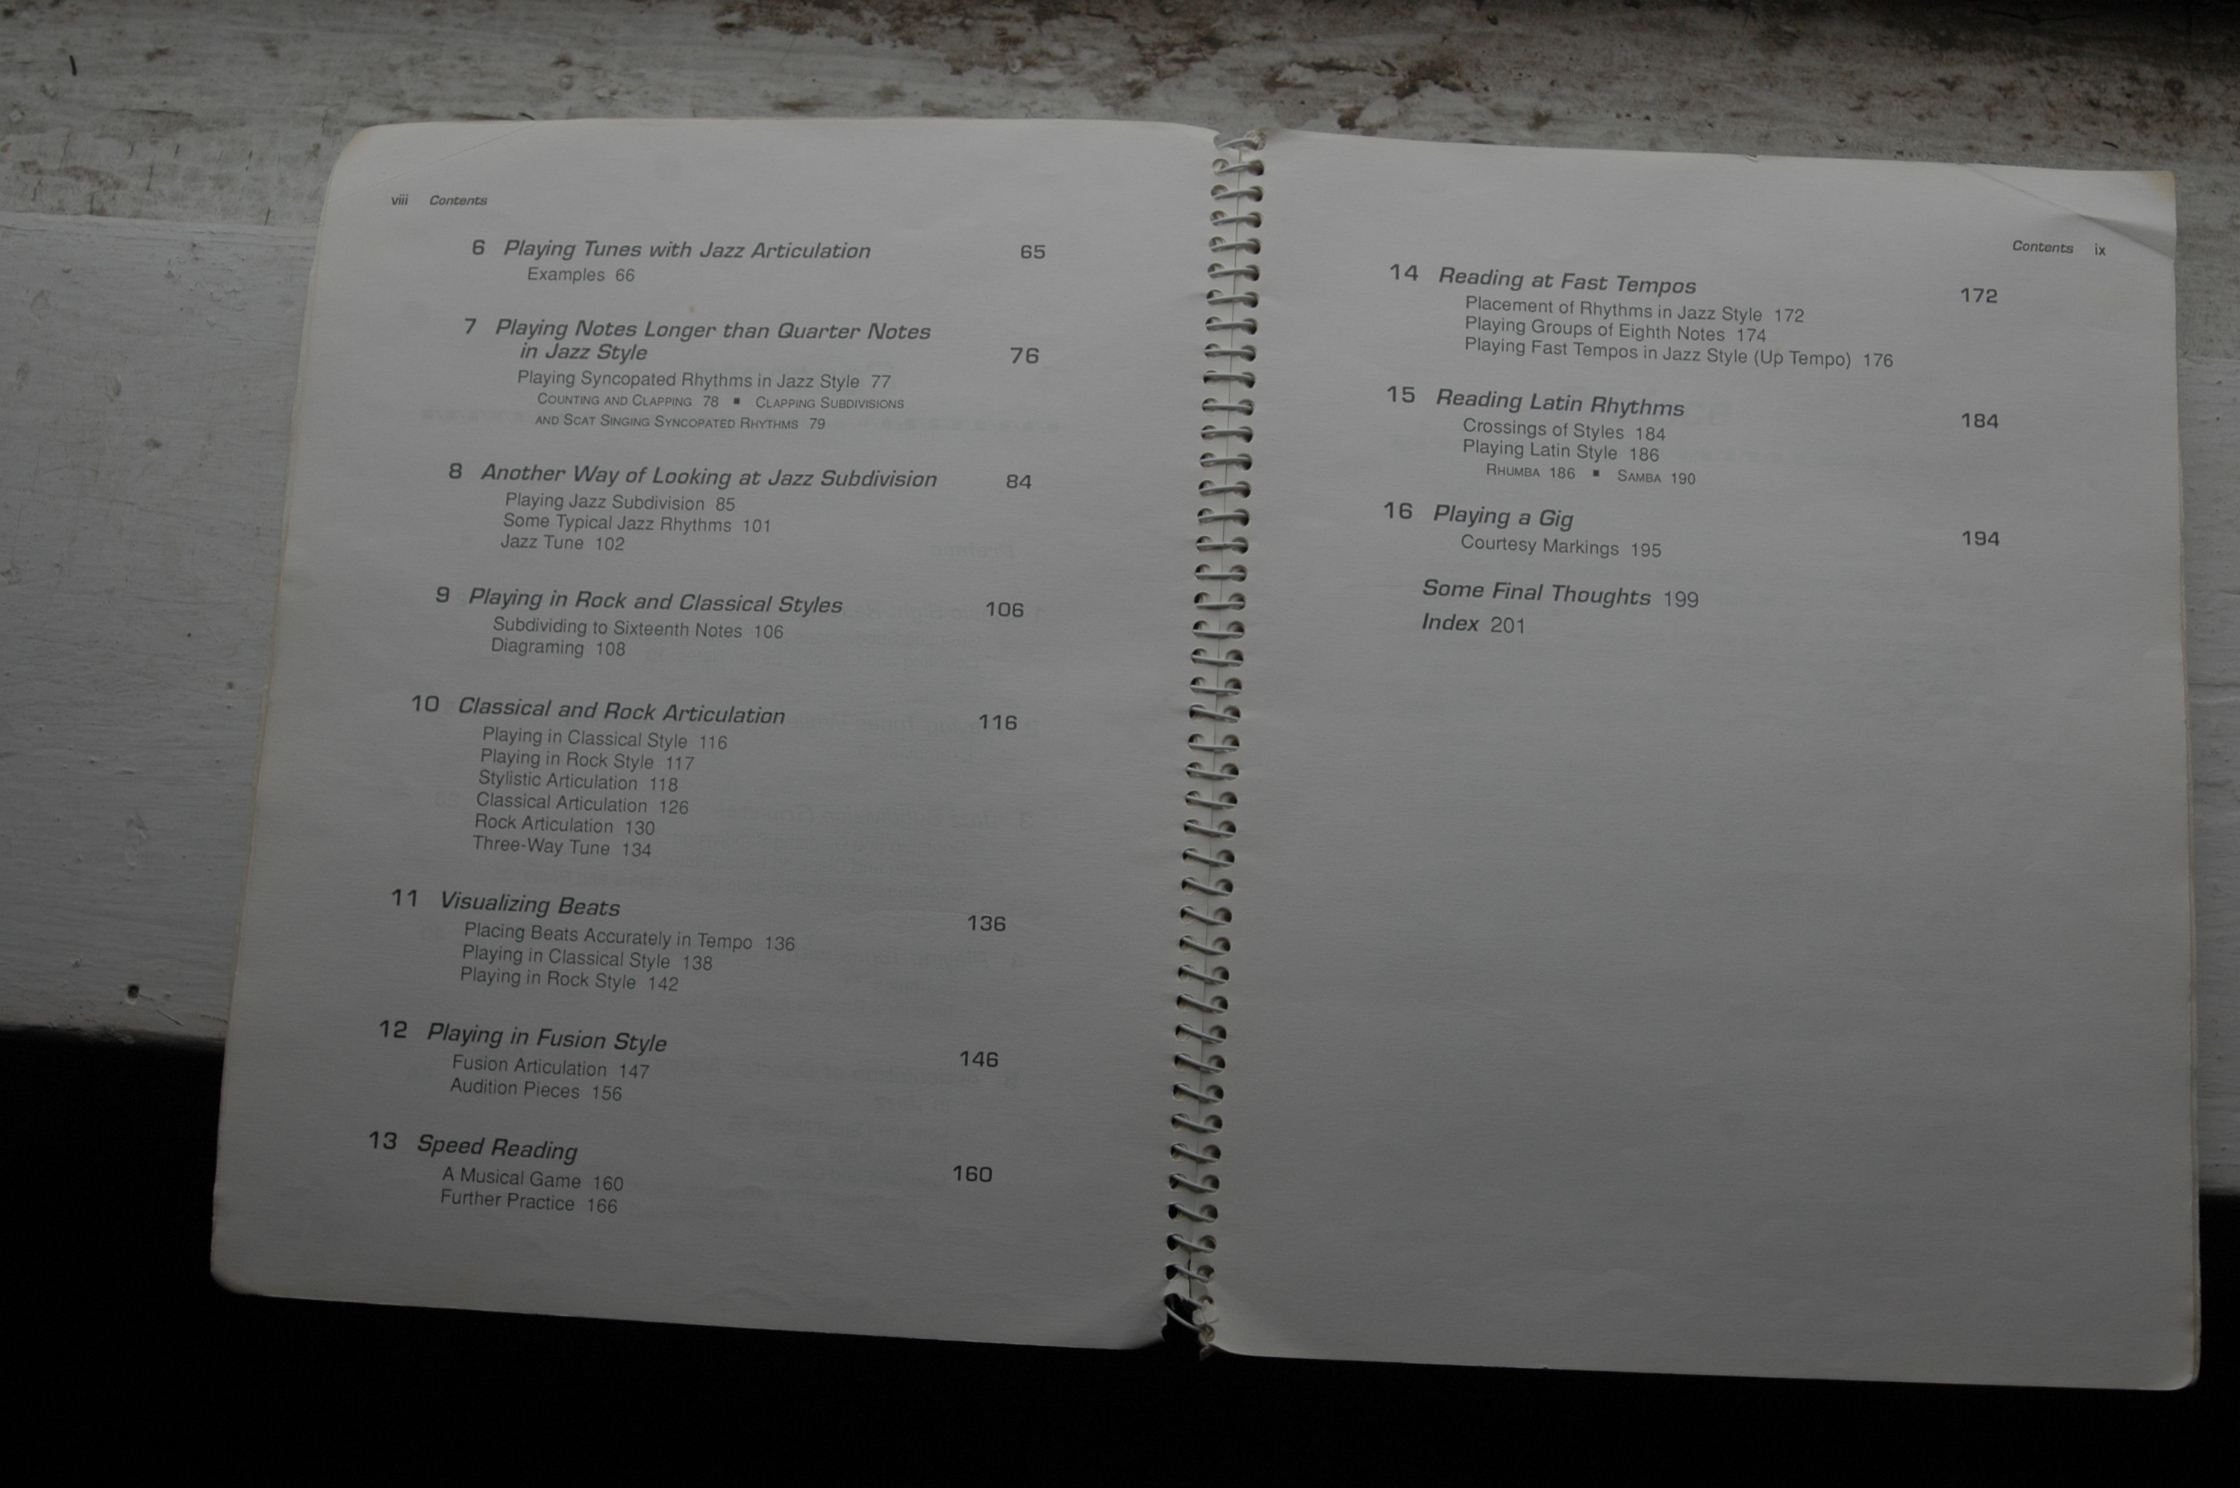 viii Contents
6 Playing Tunes with Jazz Articulation 65
Examples 66
7 Playing Notes Longer than Quarter Notes
in Jazz Style 76
Playing Syncopated Rhythms in Jazz Style 77
COUNTING AND CLAPPING 78 ▪ CLAPPING SUBDIVISIONS
AND SCAT SINGING SYNCOPATED RHYTHMS 79
8 Another Way of Looking at Jazz Subdivision 84
Playing Jazz Subdivision 85
Some Typical Jazz Rhythms 101
Jazz Tune 102
9 Playing in Rock and Classical Styles 106
Subdividing to Sixteenth Notes 106
Diagraming 108
10 Classical and Rock Articulation 116
Playing in Classical Style 116
Playing in Rock Style 117
Stylistic Articulation 118
Classical Articulation 126
Rock Articulation 130
Three-Way Tune 134
11 Visualizing Beats 136
Placing Beats Accurately in Tempo 136
Playing in Classical Style 138
Playing in Rock Style 142
12 Playing in Fusion Style 146
Fusion Articulation 147
Audition Pieces 156
13 Speed Reading 160
A Musical Game 160
Further Practice 166
Contents ix
14 Reading at Fast Tempos 172
Placement of Rhythms in Jazz Style 172
Playing Groups of Eighth Notes 174
Playing Fast Tempos in Jazz Style (Up Tempo) 176
15 Reading Latin Rhythms 184
Crossings of Styles 184
Playing Latin Style 186
RHUMBA 186 ▪ SAMBA 190
16 Playing a Gig 194
Courtesy Markings 195
Some Final Thoughts 199
Index 201